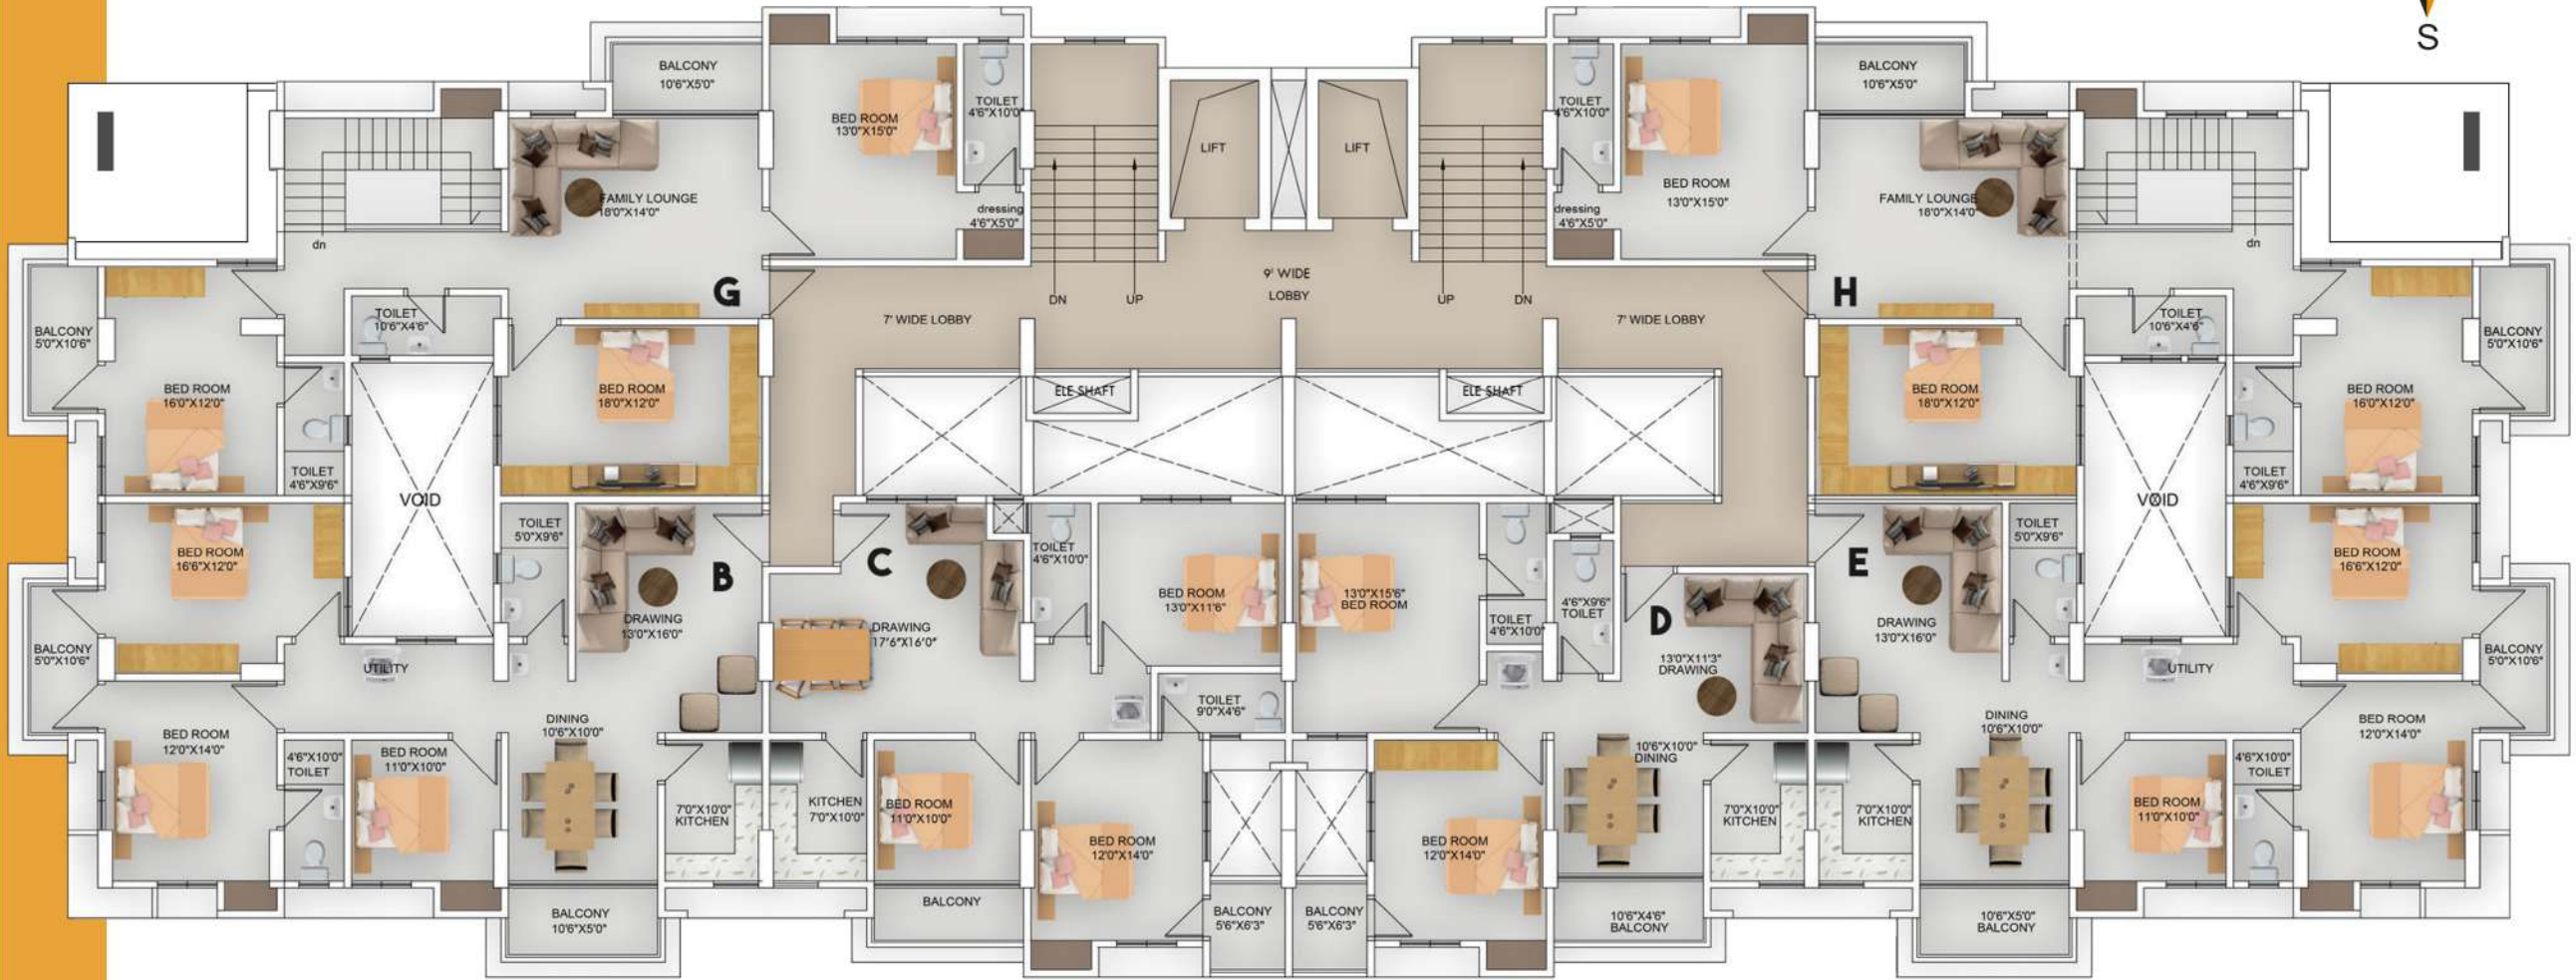 S
BALCONY
10'6"X5'0"
BED ROOM
13'0"X15'0"
TOILET
4'6"X10'0"
dressing
4'6"X5'0"
LIFT
LIFT
TOILET
4'6"X10'0"
dressing
4'6"X5'0"
BED ROOM
13'0"X15'0"
BALCONY
10'6"X5'0"
FAMILY LOUNGE
18'0"X14'0"
dn
G
FAMILY LOUNGE
18'0"X14'0"
dn
H
DN
UP
9' WIDE
LOBBY
UP
DN
7' WIDE LOBBY
7' WIDE LOBBY
BALCONY
5'0"X10'6"
TOILET
10'6"X4'6"
BED ROOM
16'0"X12'0"
BED ROOM
18'0"X12'0"
TOILET
4'6"X9'6"
VOID
ELE SHAFT
ELE SHAFT
BED ROOM
18'0"X12'0"
TOILET
10'6"X4'6"
BED ROOM
16'0"X12'0"
BALCONY
5'0"X10'6"
TOILET
4'6"X9'6"
VOID
BED ROOM
16'6"X12'0"
TOILET
5'0"X9'6"
B
DRAWING
13'0"X16'0"
C
DRAWING
17'6"X16'0"
TOILET
4'6"X10'0"
BED ROOM
13'0"X11'6"
13'0"X15'6"
BED ROOM
TOILET
4'6"X10'0"
4'6"X9'6"
TOILET
D
13'0"X11'3"
DRAWING
E
DRAWING
13'0"X16'0"
TOILET
5'0"X9'6"
BED ROOM
16'6"X12'0"
BALCONY
5'0"X10'6"
UTILITY
TOILET
9'0"X4'6"
UTILITY
BALCONY
5'0"X10'6"
BED ROOM
12'0"X14'0"
4'6"X10'0"
TOILET
BED ROOM
11'0"X10'0"
DINING
10'6"X10'0"
7'0"X10'0"
KITCHEN
KITCHEN
7'0"X10'0"
BED ROOM
11'0"X10'0"
BED ROOM
12'0"X14'0"
BED ROOM
12'0"X14'0"
10'6"X10'0"
DINING
7'0"X10'0"
KITCHEN
7'0"X10'0"
KITCHEN
DINING
10'6"X10'0"
BED ROOM
11'0"X10'0"
4'6"X10'0"
TOILET
BED ROOM
12'0"X14'0"
BALCONY
10'6"X5'0"
BALCONY
BALCONY
5'6"X6'3"
BALCONY
5'6"X6'3"
10'6"X4'6"
BALCONY
10'6"X5'0"
BALCONY